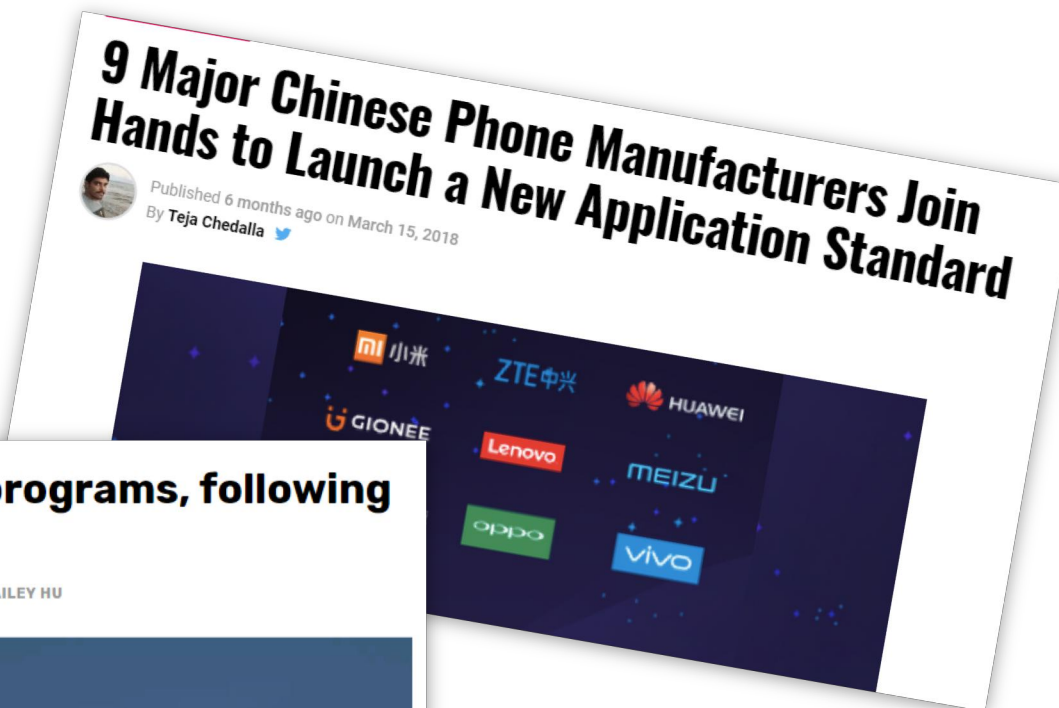 9 Major Chinese Phone Manufacturers Join
Hands to Launch a New Application Standard
Published 6 months ago on March 15, 2018
By Teja Chedalla
mi 小米
ZTE中兴
HUAWEI
GIONEE
Lenovo
MEIZU
oppo
vivo
programs, following
AILEY HU